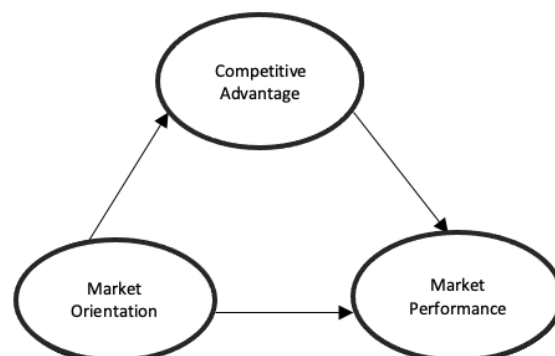 Competitive
Advantage
Market
Orientation
Market
Performance